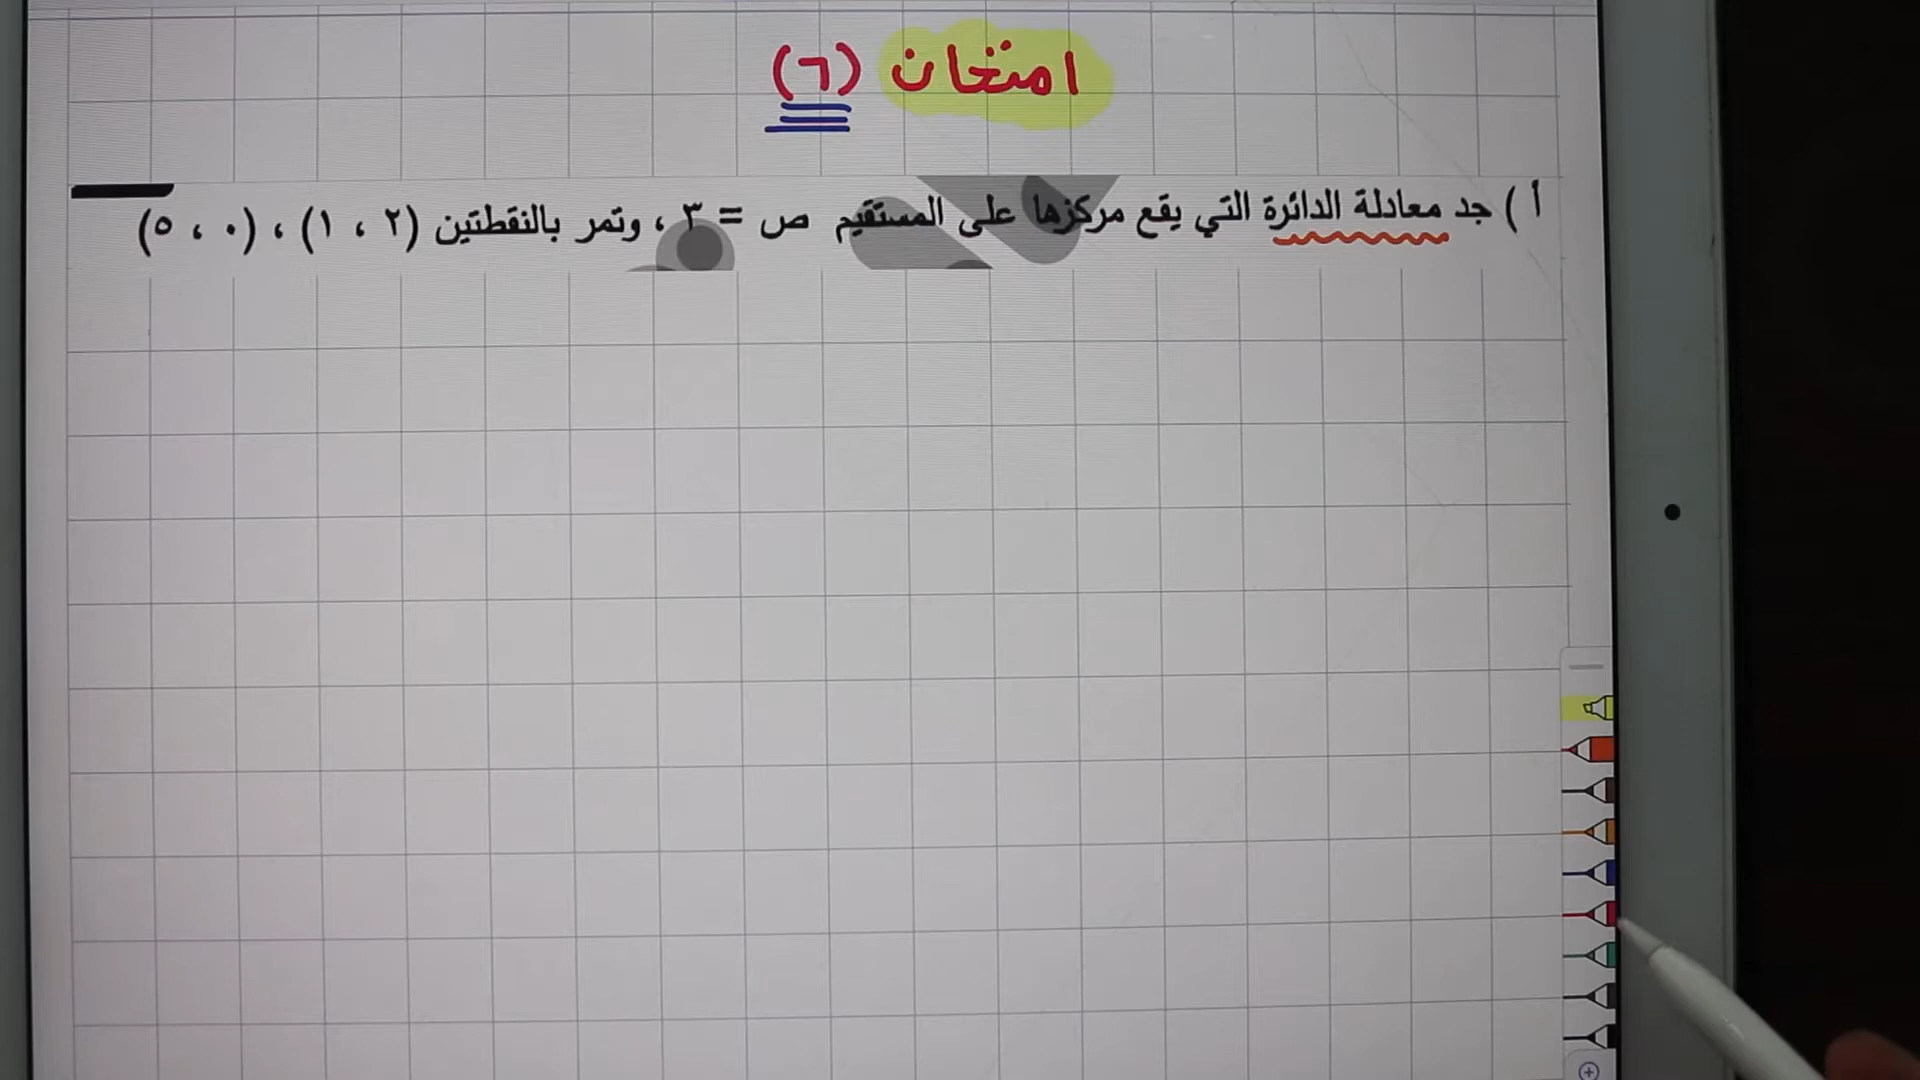 امتحان (٦)
أ ) جد معادلة الدائرة التي يقع مركزها على المستقيم ص = ٣ ، وتمر بالنقطتين (٢ ، ١) ، (٠ ، ٥)